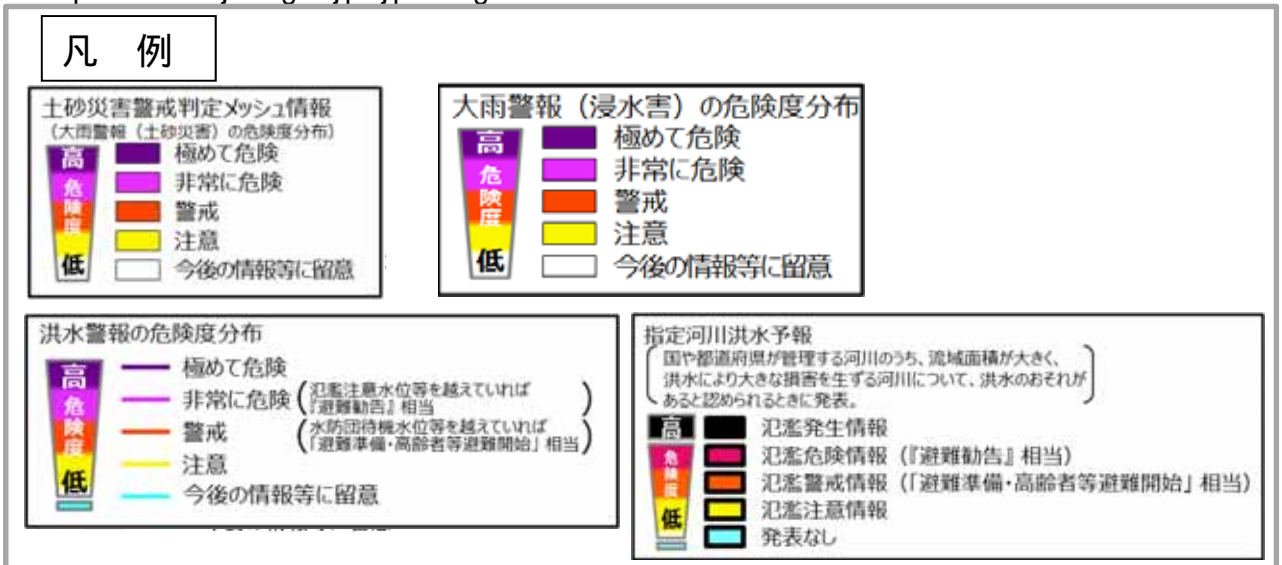 凡 例
土砂災害警戒判定メッシュ情報
(大雨警報(土砂災害)の危険度分布)
高
危険度
低
極めて危険
非常に危険
警戒
注意
今後の情報等に留意
大雨警報(浸水害)の危険度分布
高
危険度
低
極めて危険
非常に危険
警戒
注意
今後の情報等に留意
洪水警報の危険度分布
高
危険度
低
極めて危険
非常に危険(氾濫注意水位等を越えていれば
『避難勧告』相当)
警戒(水防団待機水位等を越えていれば
「避難準備・高齢者等避難開始」相当)
注意
今後の情報等に留意
指定河川洪水予報
国や都道府県が管理する河川のうち、流域面積が大きく、
洪水により大きな損害を生ずる河川について、洪水のおそれが
あると認められるときに発表。
高
危険度
低
氾濫発生情報
氾濫危険情報(『避難勧告』相当)
氾濫警戒情報(「避難準備・高齢者等避難開始」相当)
氾濫注意情報
発表なし